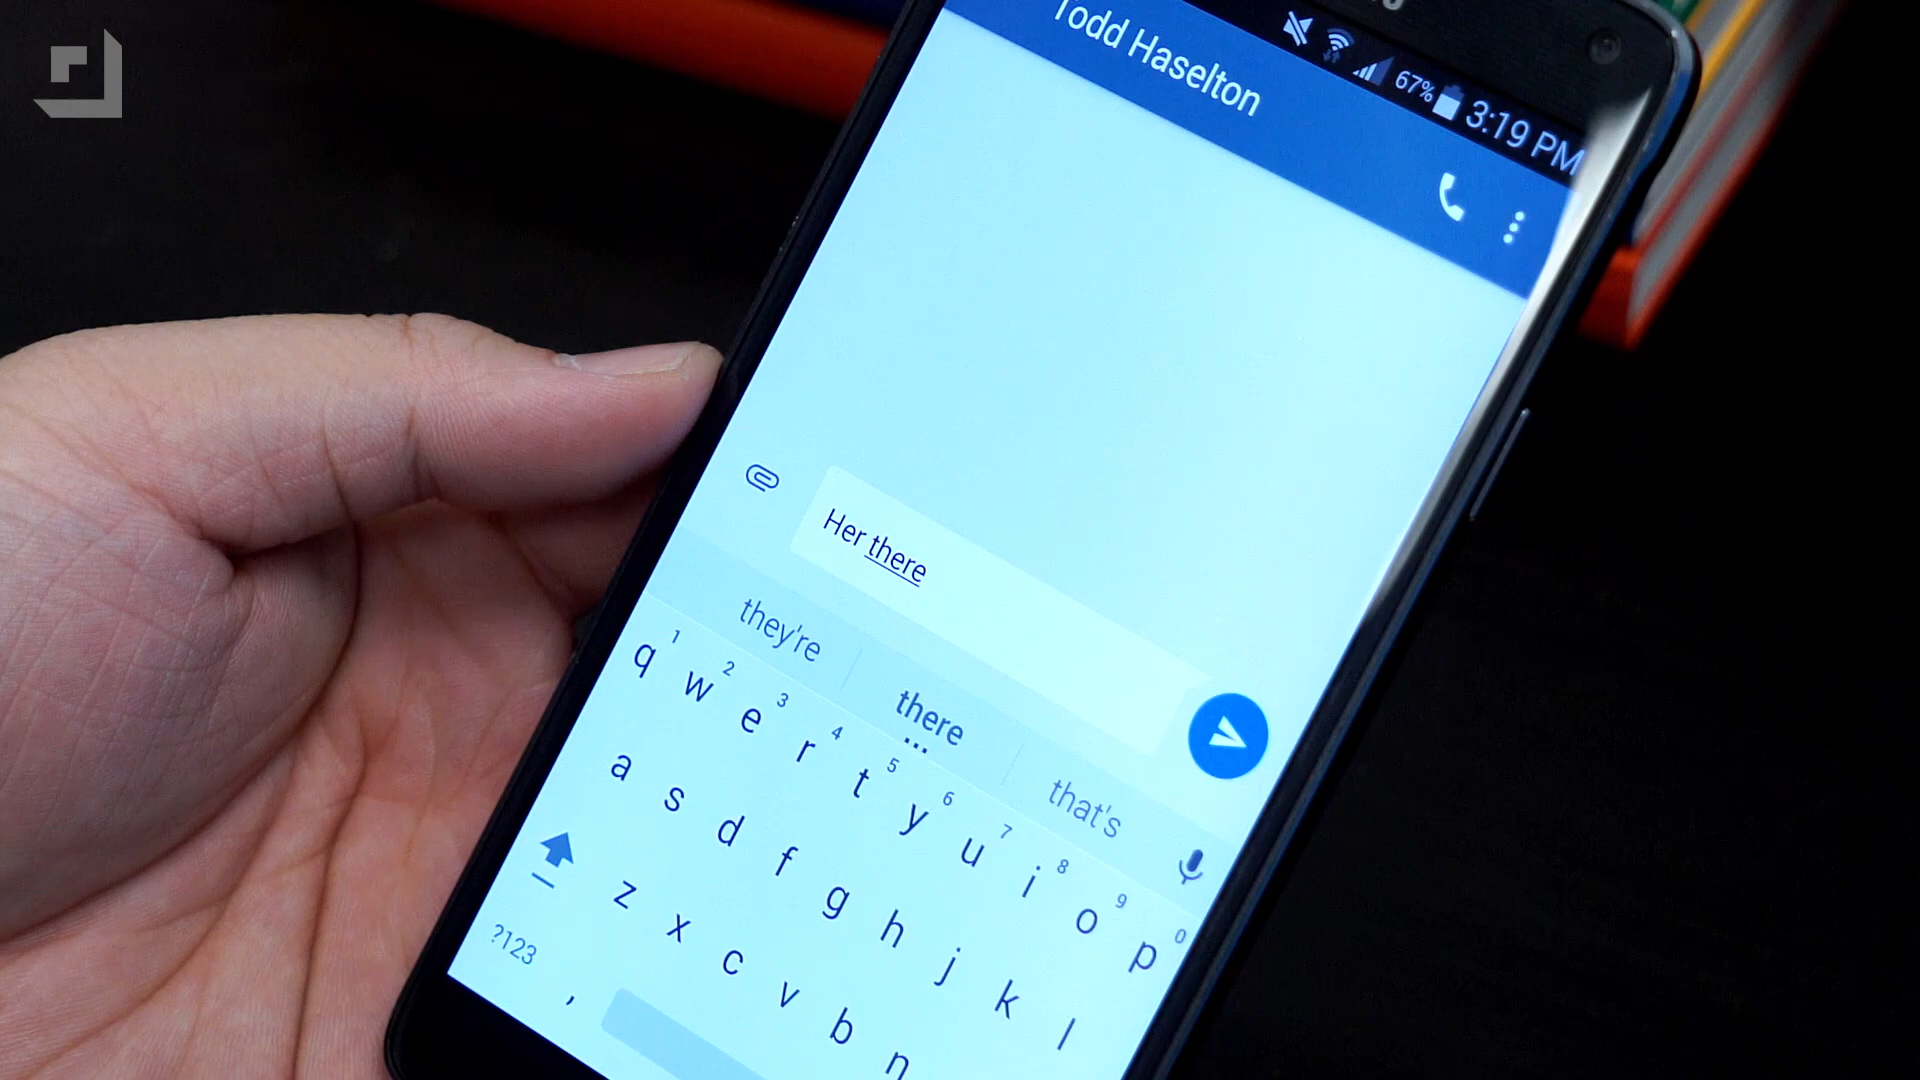 67% 3:19 PM
Todd Haselton
Her there
they're there that's
q 1 w 2 e 3 r 4 t 5 y 6 u 7 i 8 o 9 p 0
a s d f g h j k l
z x c v b n
?123 ,